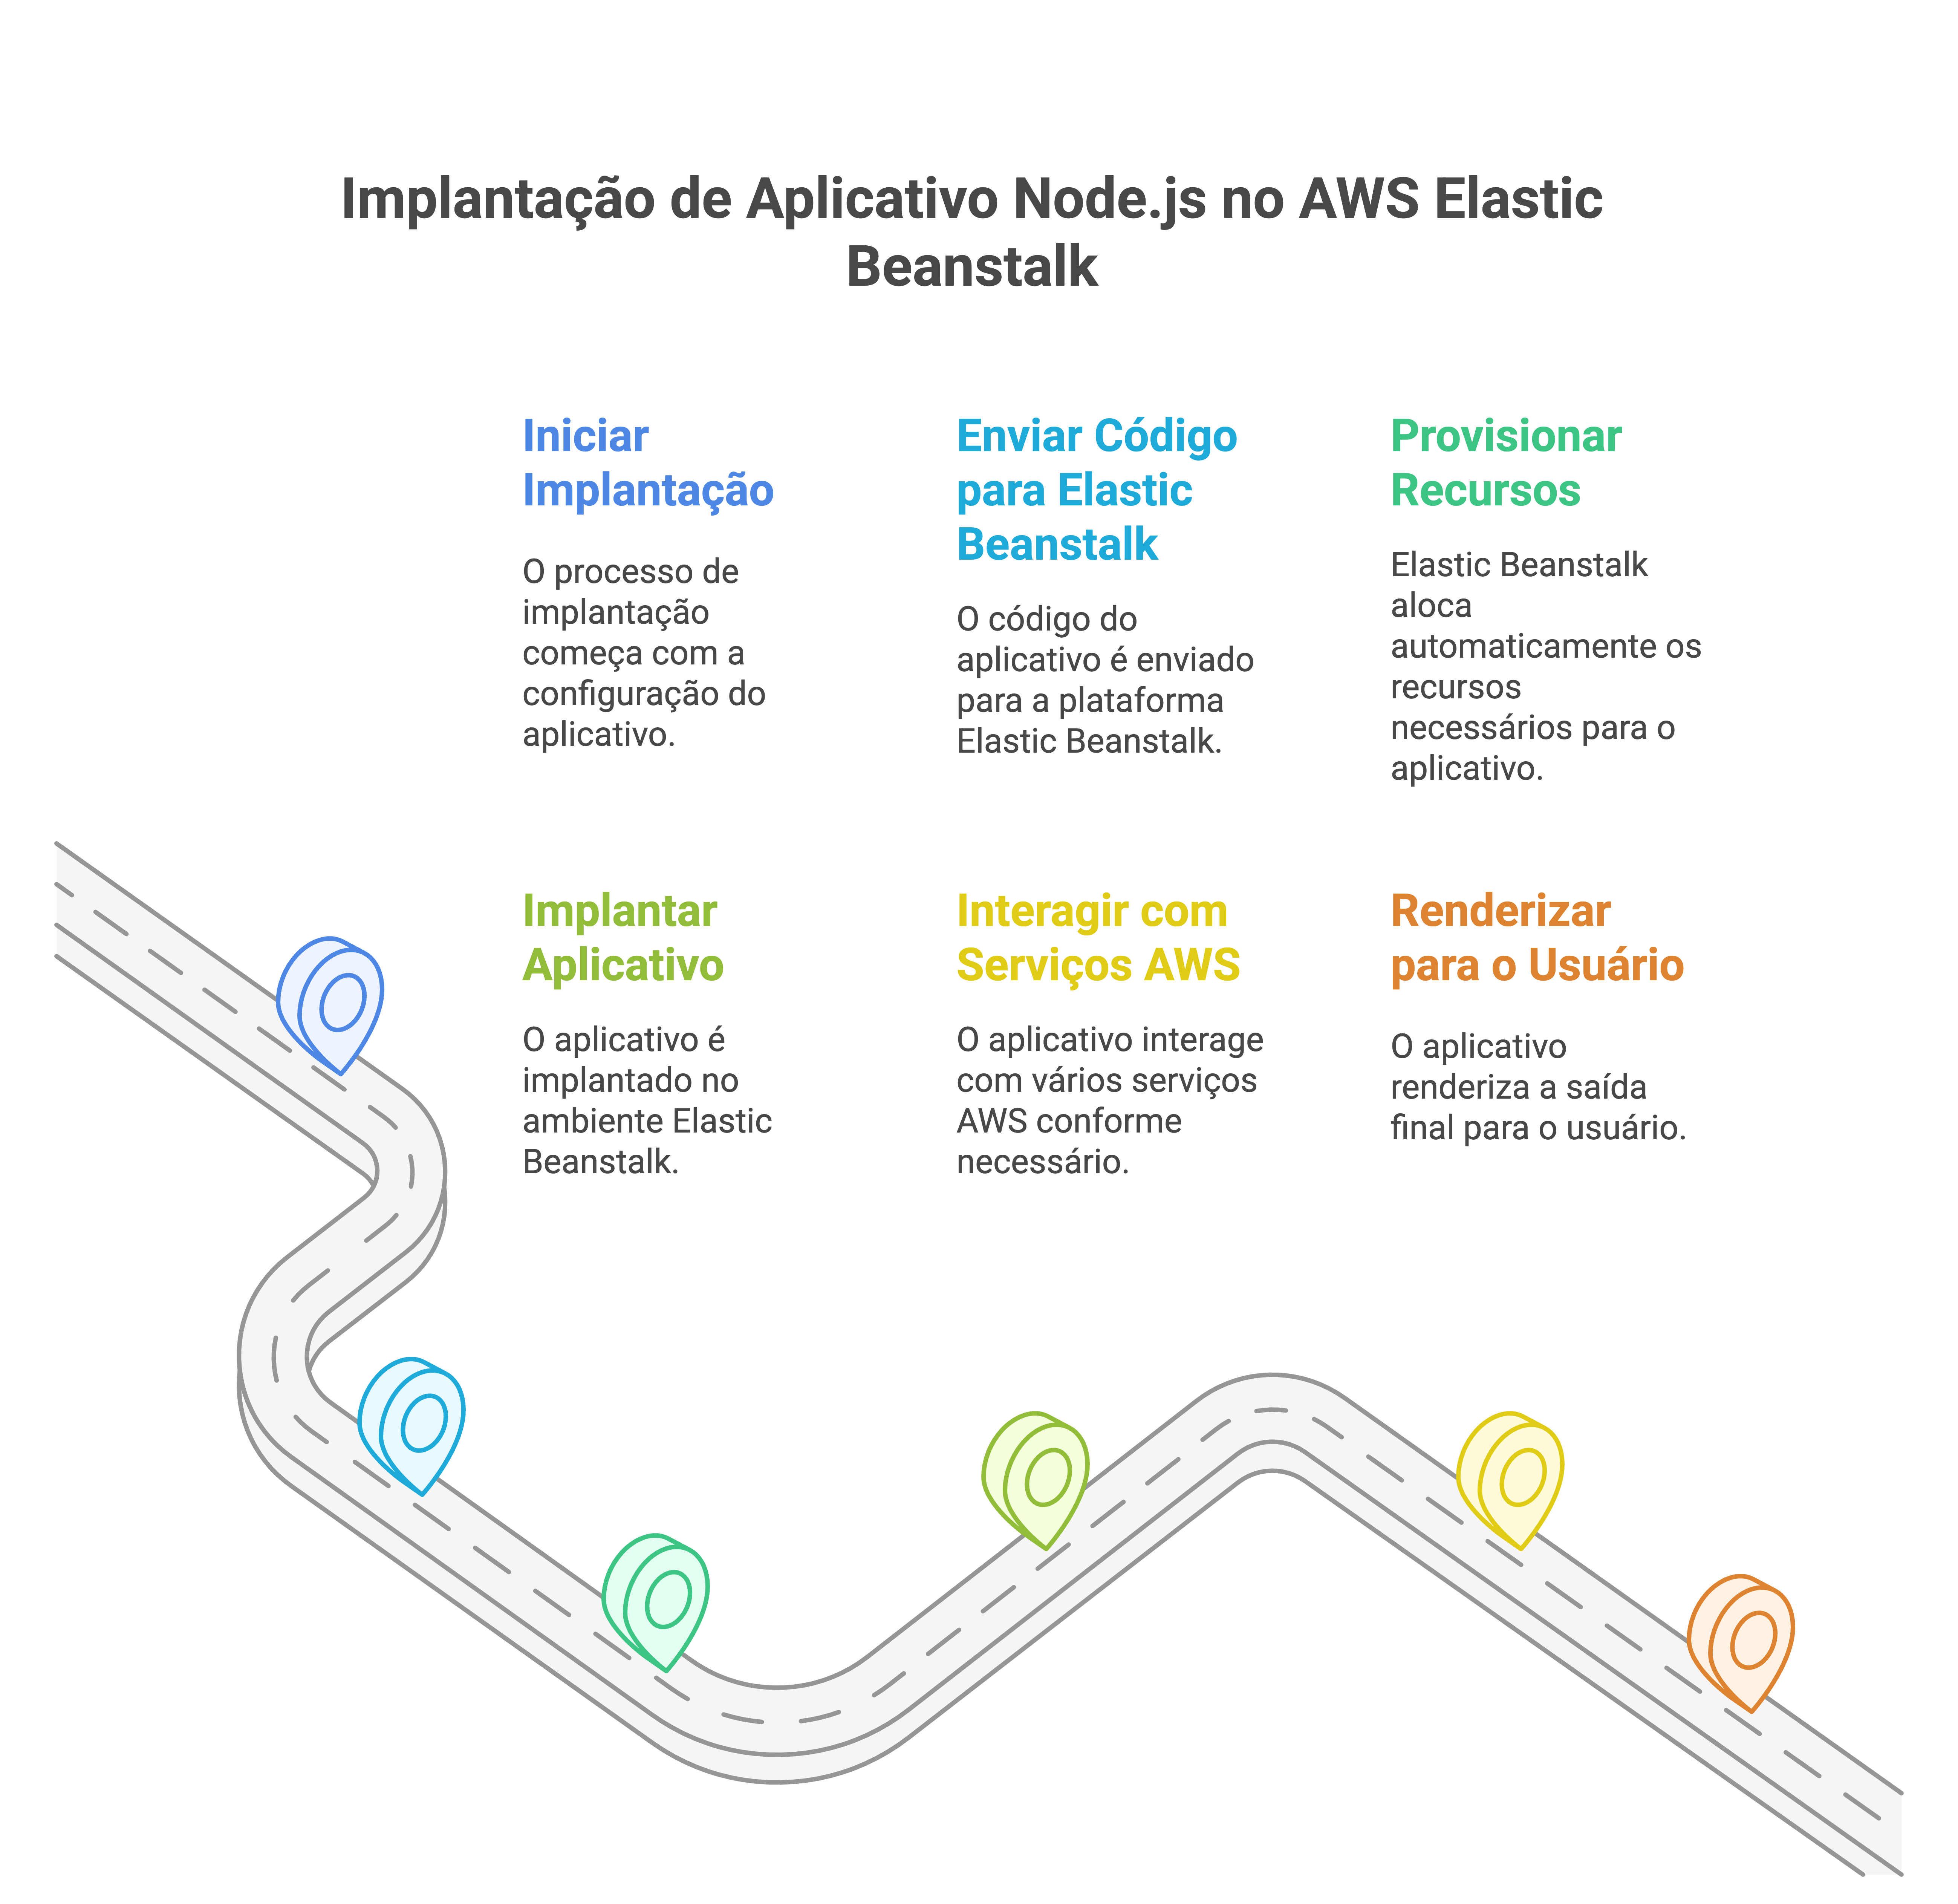 Implantação de Aplicativo Node.js no AWS Elastic
Beanstalk
Iniciar
Implantação
O processo de
implantação
começa com a
configuração do
aplicativo.
Enviar Código
para Elastic
Beanstalk
O código do
aplicativo é enviado
para a plataforma
Elastic Beanstalk.
Provisionar
Recursos
Elastic Beanstalk
aloca
automaticamente os
recursos
necessários para o
aplicativo.
Implantar
Aplicativo
O aplicativo é
implantado no
ambiente Elastic
Beanstalk.
Interagir com
Serviços AWS
O aplicativo interage
com vários serviços
AWS conforme
necessário.
Renderizar
para o Usuário
O aplicativo
renderiza a saída
final para o usuário.